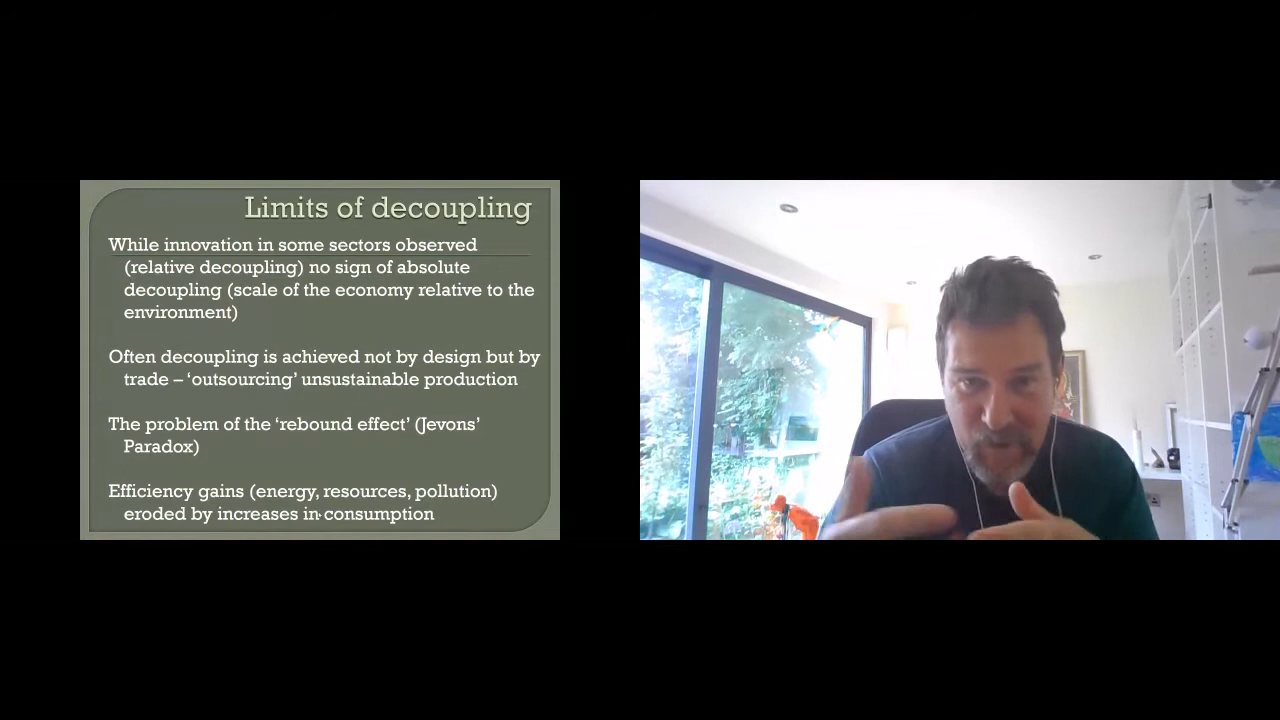 Limits of decoupling
While innovation in some sectors observed
(relative decoupling) no sign of absolute
decoupling (scale of the economy relative to the
environment)
Often decoupling is achieved not by design but by
trade – ‘outsourcing’ unsustainable production
The problem of the ‘rebound effect’ (Jevons’
Paradox)
Efficiency gains (energy, resources, pollution)
eroded by increases in consumption